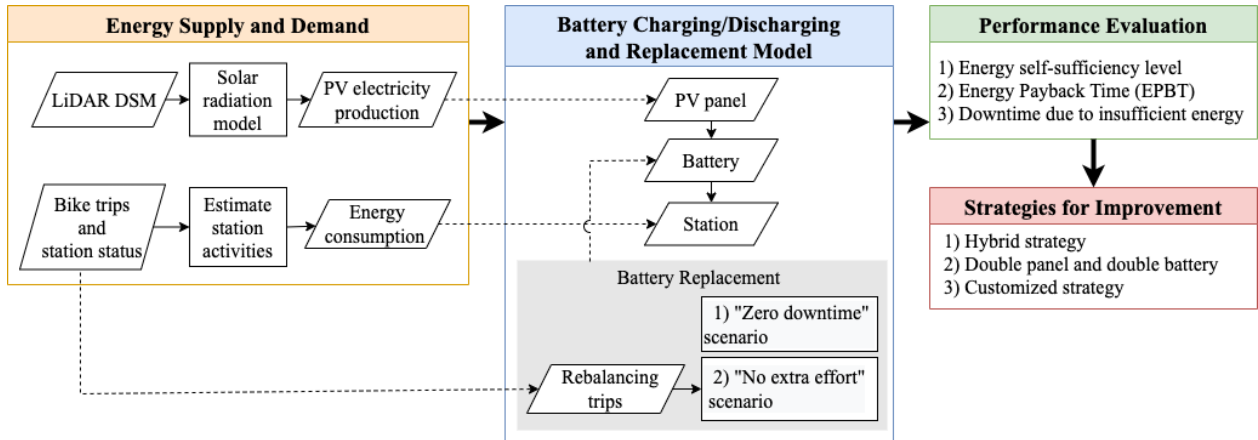 Energy Supply and Demand
LiDAR DSM
Solar
radiation
model
PV electricity
production
Bike trips
and
station status
Estimate
station
activities
Energy
consumption
Battery Charging/Discharging
and Replacement Model
PV panel
Battery
Station
Battery Replacement
1) "Zero downtime"
scenario
Rebalancing
trips
2) "No extra effort"
scenario
Performance Evaluation
1) Energy self-sufficiency level
2) Energy Payback Time (EPBT)
3) Downtime due to insufficient energy
Strategies for Improvement
1) Hybrid strategy
2) Double panel and double battery
3) Customized strategy